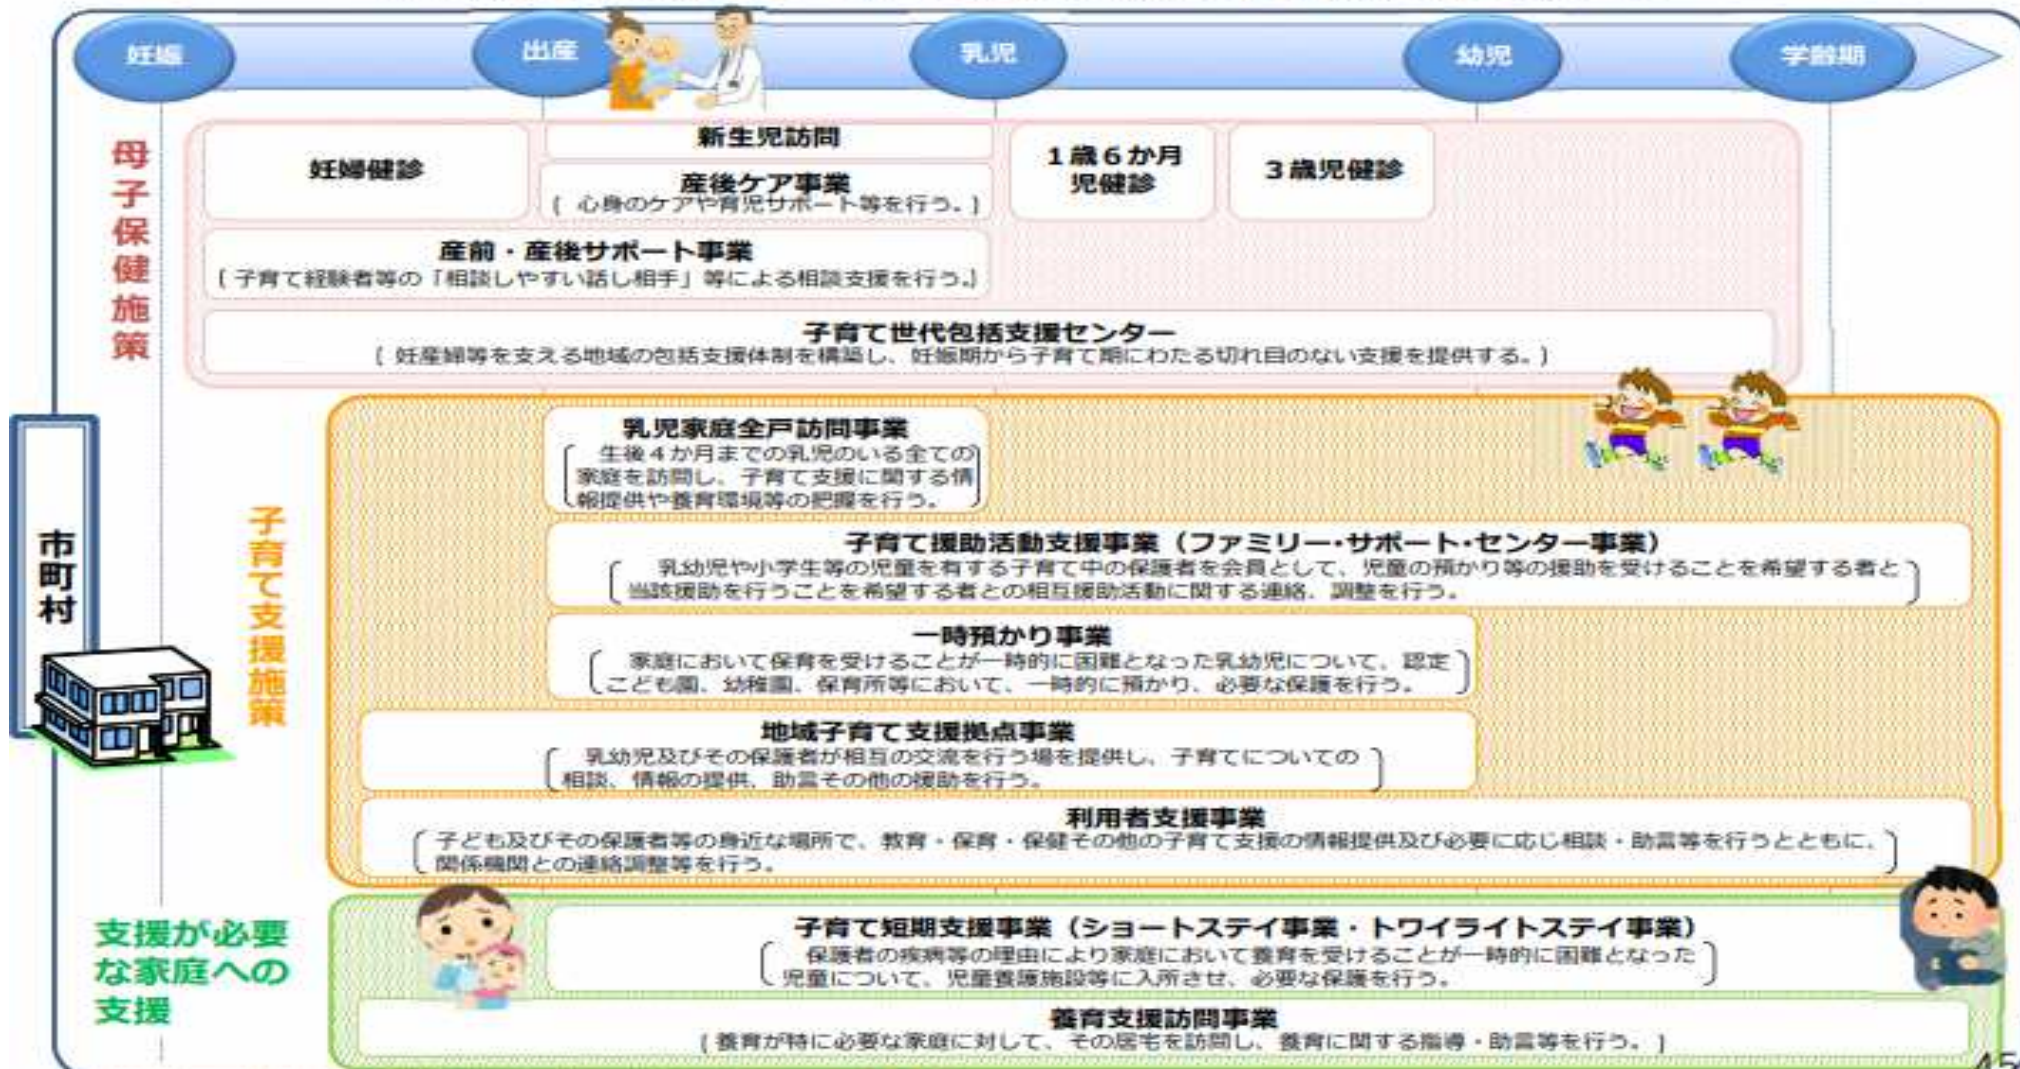 妊娠
出産
乳児
幼児
学齢期
母子保健施策
妊婦健診
新生児訪問
産後ケア事業
( 心身のケアや育児サポート等を行う。)
1歳6か月
児健診
3歳児健診
産前・産後サポート事業
( 子育て経験者等の「相談しやすい話し相手」等による相談支援を行う。)
子育て世代包括支援センター
( 妊産婦等を支える地域の包括支援体制を構築し、妊娠期から子育て期にわたる切れ目のない支援を提供する。)
市町村
子育て支援施策
乳児家庭全戸訪問事業
生後4か月までの乳児のいる全ての
家庭を訪問し、子育て支援に関する情
報提供や養育環境等の把握を行う。
子育て援助活動支援事業(ファミリー・サポート・センター事業)
乳幼児や小学生等の児童を有する子育て中の保護者を会員として、児童の預かり等の援助を受けることを希望する者と
当該援助を行うことを希望する者との相互援助活動に関する連絡、調整を行う。
一時預かり事業
家庭において保育を受けることが一時的に困難となった乳幼児について、認定
こども園、幼稚園、保育所等において、一時的に預かり、必要な保護を行う。
地域子育て支援拠点事業
乳幼児及びその保護者が相互の交流を行う場を提供し、子育てについての
相談、情報の提供、助言その他の援助を行う。
利用者支援事業
子ども及びその保護者等の身近な場所で、教育・保育・保健その他の子育て支援の情報提供及び必要に応じ相談・助言等を行うとともに、
関係機関との連絡調整等を行う。
支援が必要
な家庭への
支援
子育て短期支援事業(ショートステイ事業・トワイライトステイ事業)
保護者の疾病等の理由により家庭において養育を受けることが一時的に困難となった
児童について、児童養護施設等に入所させ、必要な保護を行う。
養育支援訪問事業
( 養育が特に必要な家庭に対して、その居宅を訪問し、養育に関する指導・助言等を行う。)